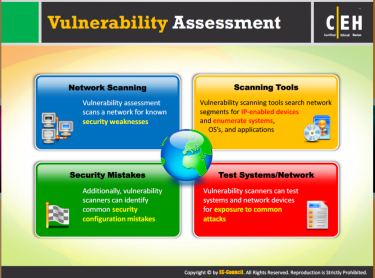 Vulnerability Assessment
C|EH
Certified Ethical Hacker
Network Scanning
Vulnerability assessment
scans a network for known
security weaknesses
Scanning Tools
Vulnerability scanning tools search network
segments for IP-enabled devices
and enumerate systems,
OS's, and applications
Security Mistakes
Additionally, vulnerability
scanners can identify
common security
configuration mistakes
Test Systems/Network
Vulnerability scanners can test
systems and network devices
for exposure to common
attacks
Copyright © by EC-Council. All Rights Reserved. Reproduction is Strictly Prohibited.